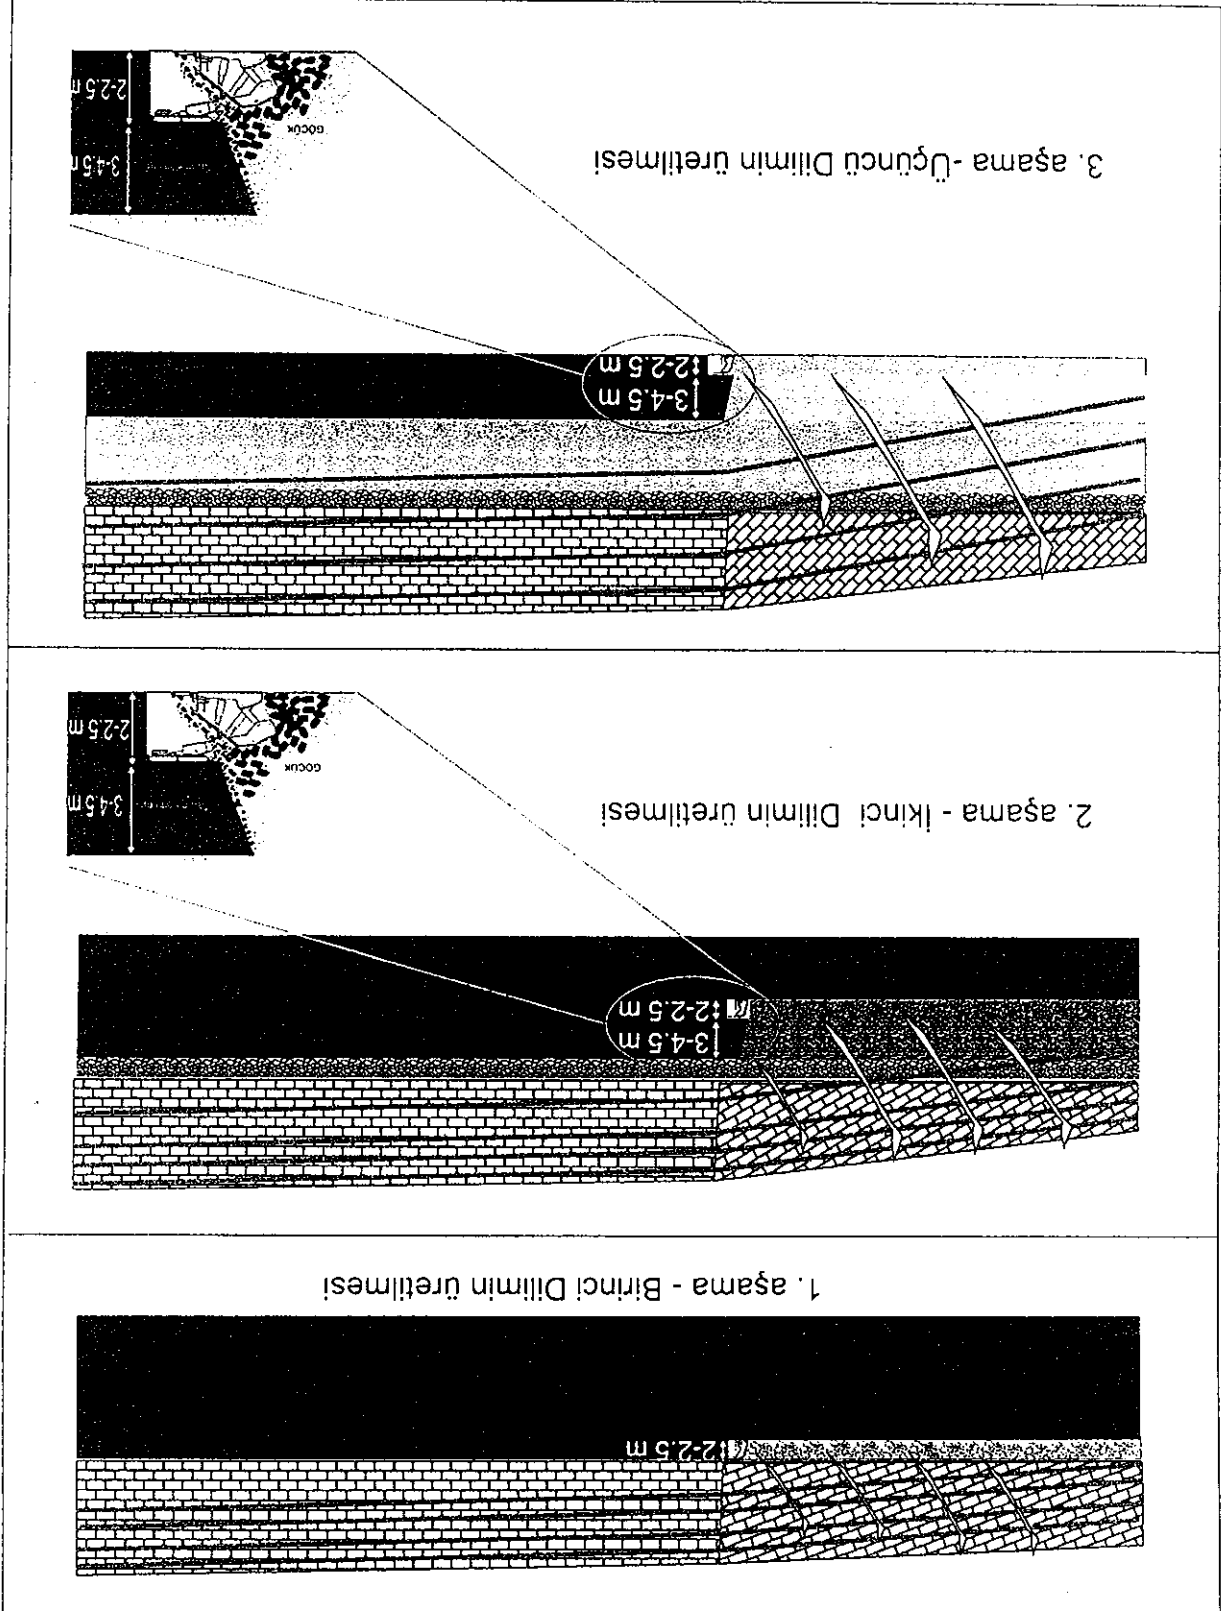 2-2.5 m
1. aşama - Birinci Dilimin üretilmesi
3-4.5 m
2-2.5 m
2. aşama - İkinci Dilimin üretilmesi
3-4.5 m
GÖÇÜK
2-2.5 m
3-4.5 m
2-2.5 m
3. aşama -Üçüncü Dilimin üretilmesi
3-4.5 m
GÖÇÜK
2-2.5 m